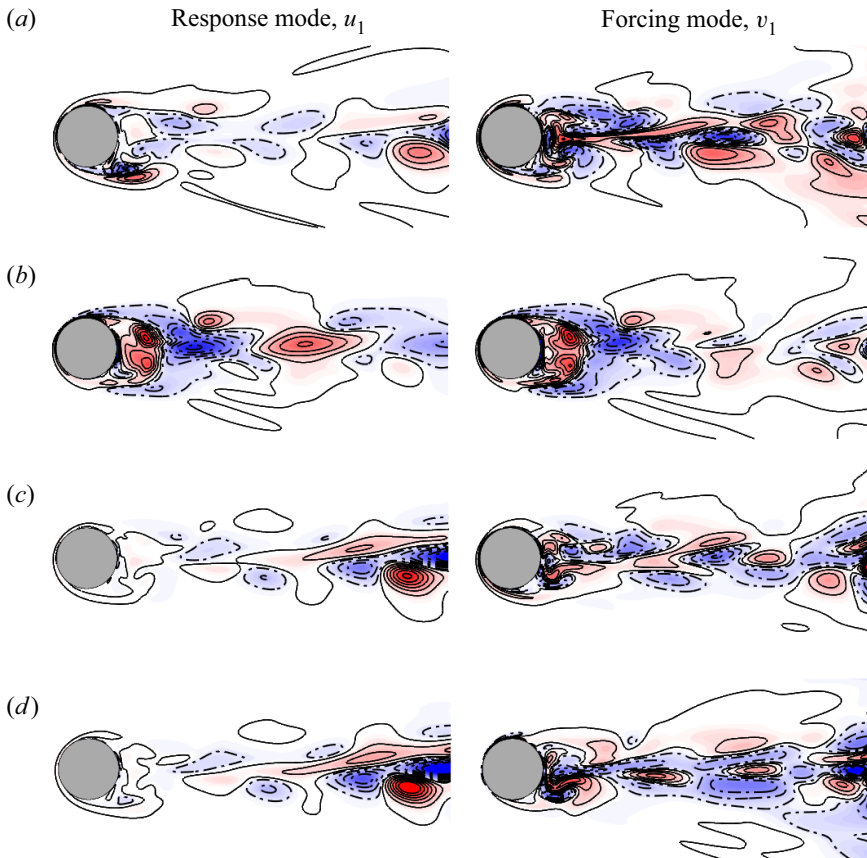 (a) Response mode, u₁ Forcing mode, v₁
(b)
(c)
(d)